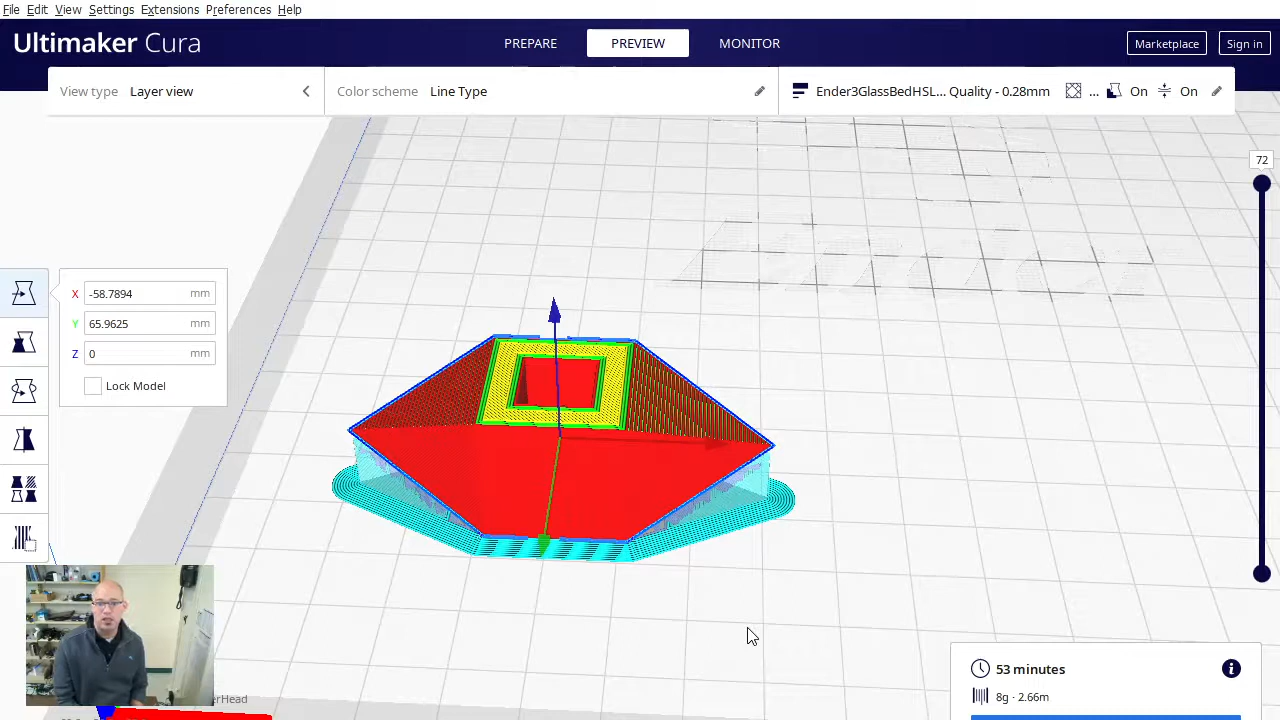 File Edit View Settings Extensions Preferences Help
Ultimaker Cura
PREPARE PREVIEW MONITOR
Marketplace Sign in
View type Layer view
Color scheme Line Type
Ender3GlassBedHSL... Quality - 0.28mm ... On On
72
X -58.7894 mm
Y 65.9625 mm
Z 0 mm
Lock Model
53 minutes
8g · 2.66m
erHead